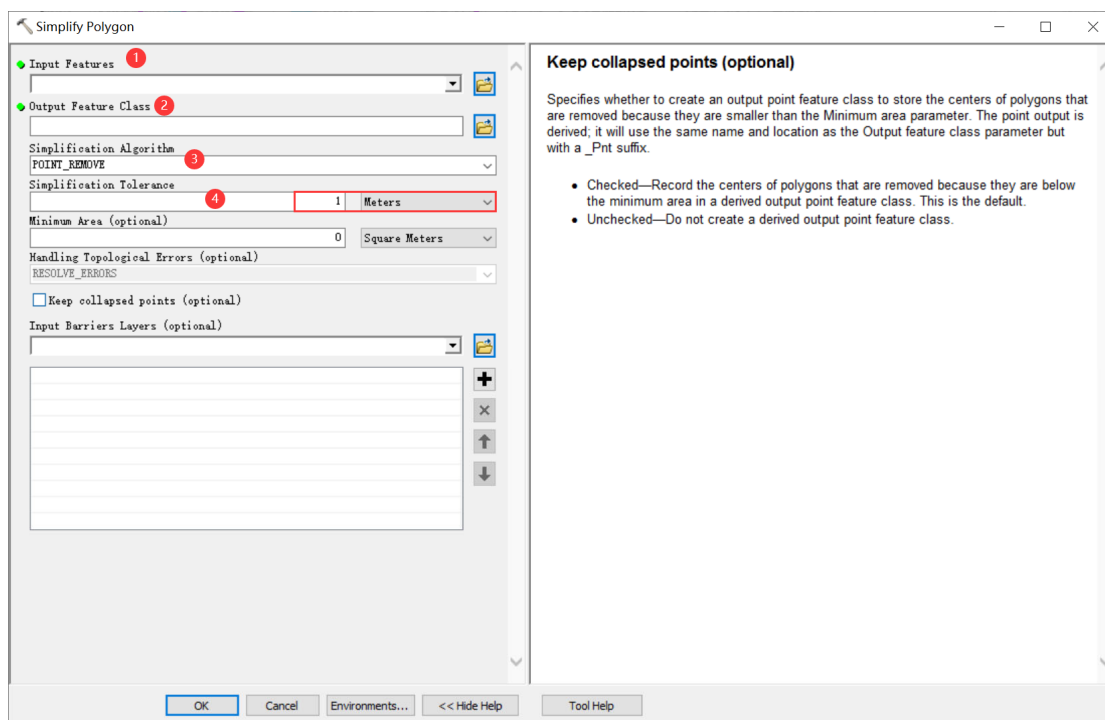 Simplify Polygon
Input Features 1
Output Feature Class 2
Simplification Algorithm 3
POINT_REMOVE
Simplification Tolerance
4 1 Meters
Minimum Area (optional)
0 Square Meters
Handling Topological Errors (optional)
RESOLVE_ERRORS
Keep collapsed points (optional)
Input Barriers Layers (optional)
OK Cancel Environments... << Hide Help Tool Help
Keep collapsed points (optional)
Specifies whether to create an output point feature class to store the centers of polygons that
are removed because they are smaller than the Minimum area parameter. The point output is
derived; it will use the same name and location as the Output feature class parameter but
with a _Pnt suffix.
• Checked—Record the centers of polygons that are removed because they are below
the minimum area in a derived output point feature class. This is the default.
• Unchecked—Do not create a derived output point feature class.